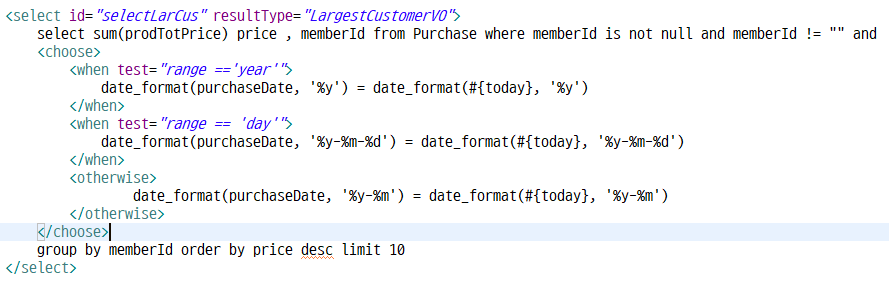 <select id="selectLarCus" resultType="LargestCustomerVO">
select sum(prodTotPrice) price , memberId from Purchase where memberId is not null and memberId != "" and
<choose>
<when test="range =='year'">
date_format(purchaseDate, '%y') = date_format(#{today}, '%y')
</when>
<when test="range == 'day'">
date_format(purchaseDate, '%y-%m-%d') = date_format(#{today}, '%y-%m-%d')
</when>
<otherwise>
date_format(purchaseDate, '%y-%m') = date_format(#{today}, '%y-%m')
</otherwise>
</choose>
group by memberId order by price desc limit 10
</select>